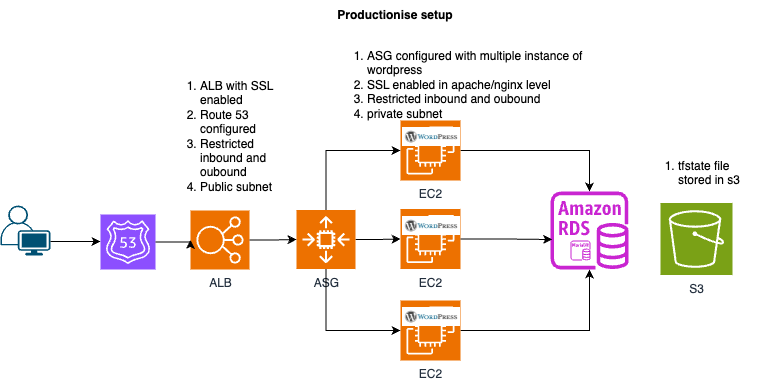 Productionise setup
1. ASG configured with multiple instance of
wordpress
2. SSL enabled in apache/nginx level
3. Restricted inbound and oubound
4. private subnet
1. ALB with SSL
enabled
2. Route 53
configured
3. Restricted
inbound and
oubound
4. Public subnet
WORDPRESS
EC2
1. tfstate file
stored in s3
53
ALB
ASG
WORDPRESS
EC2
Amazon
RDS
MariaDB
S3
WORDPRESS
EC2